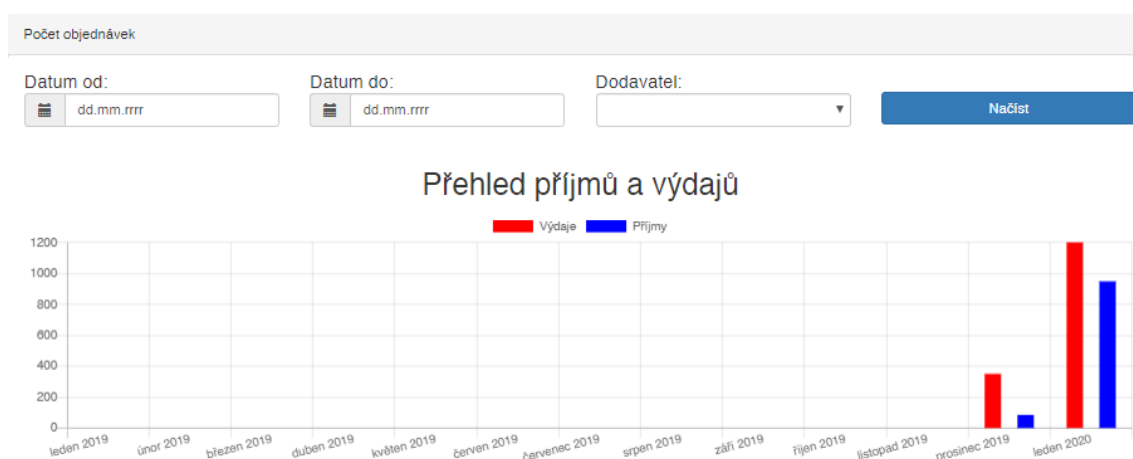 Počet objednávek
Datum od: Datum do: Dodavatel:
dd.mm.rrrr dd.mm.rrrr Načíst
Přehled příjmů a výdajů
Výdaje Příjmy
1200
1000
800
600
400
200
0
leden 2019 únor 2019 březen 2019 duben 2019 květen 2019 červen 2019 červenec 2019 srpen 2019 září 2019 říjen 2019 listopad 2019 prosinec 2019 leden 2020